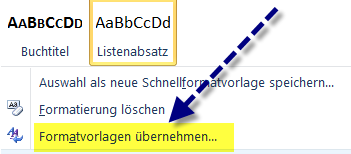 AaBbCcDd AaBbCcDd
Buchtitel Listenabsatz
Auswahl als neue Schnellformatvorlage speichern...
Formatierung löschen
Formatvorlagen übernehmen...